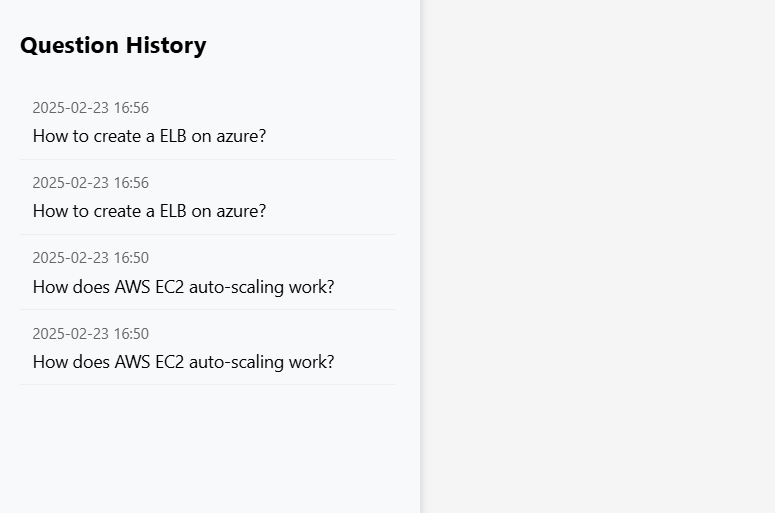 Question History
2025-02-23 16:56
How to create a ELB on azure?
2025-02-23 16:56
How to create a ELB on azure?
2025-02-23 16:50
How does AWS EC2 auto-scaling work?
2025-02-23 16:50
How does AWS EC2 auto-scaling work?